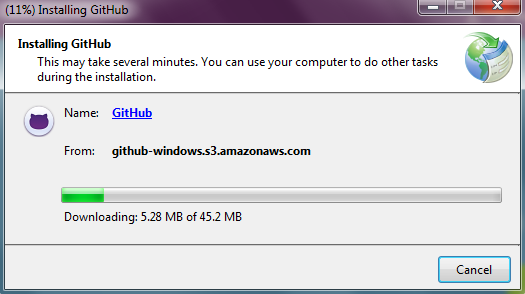 (11%) Installing GitHub
Installing GitHub
This may take several minutes. You can use your computer to do other tasks
during the installation.
Name: GitHub
From: github-windows.s3.amazonaws.com
Downloading: 5.28 MB of 45.2 MB
Cancel